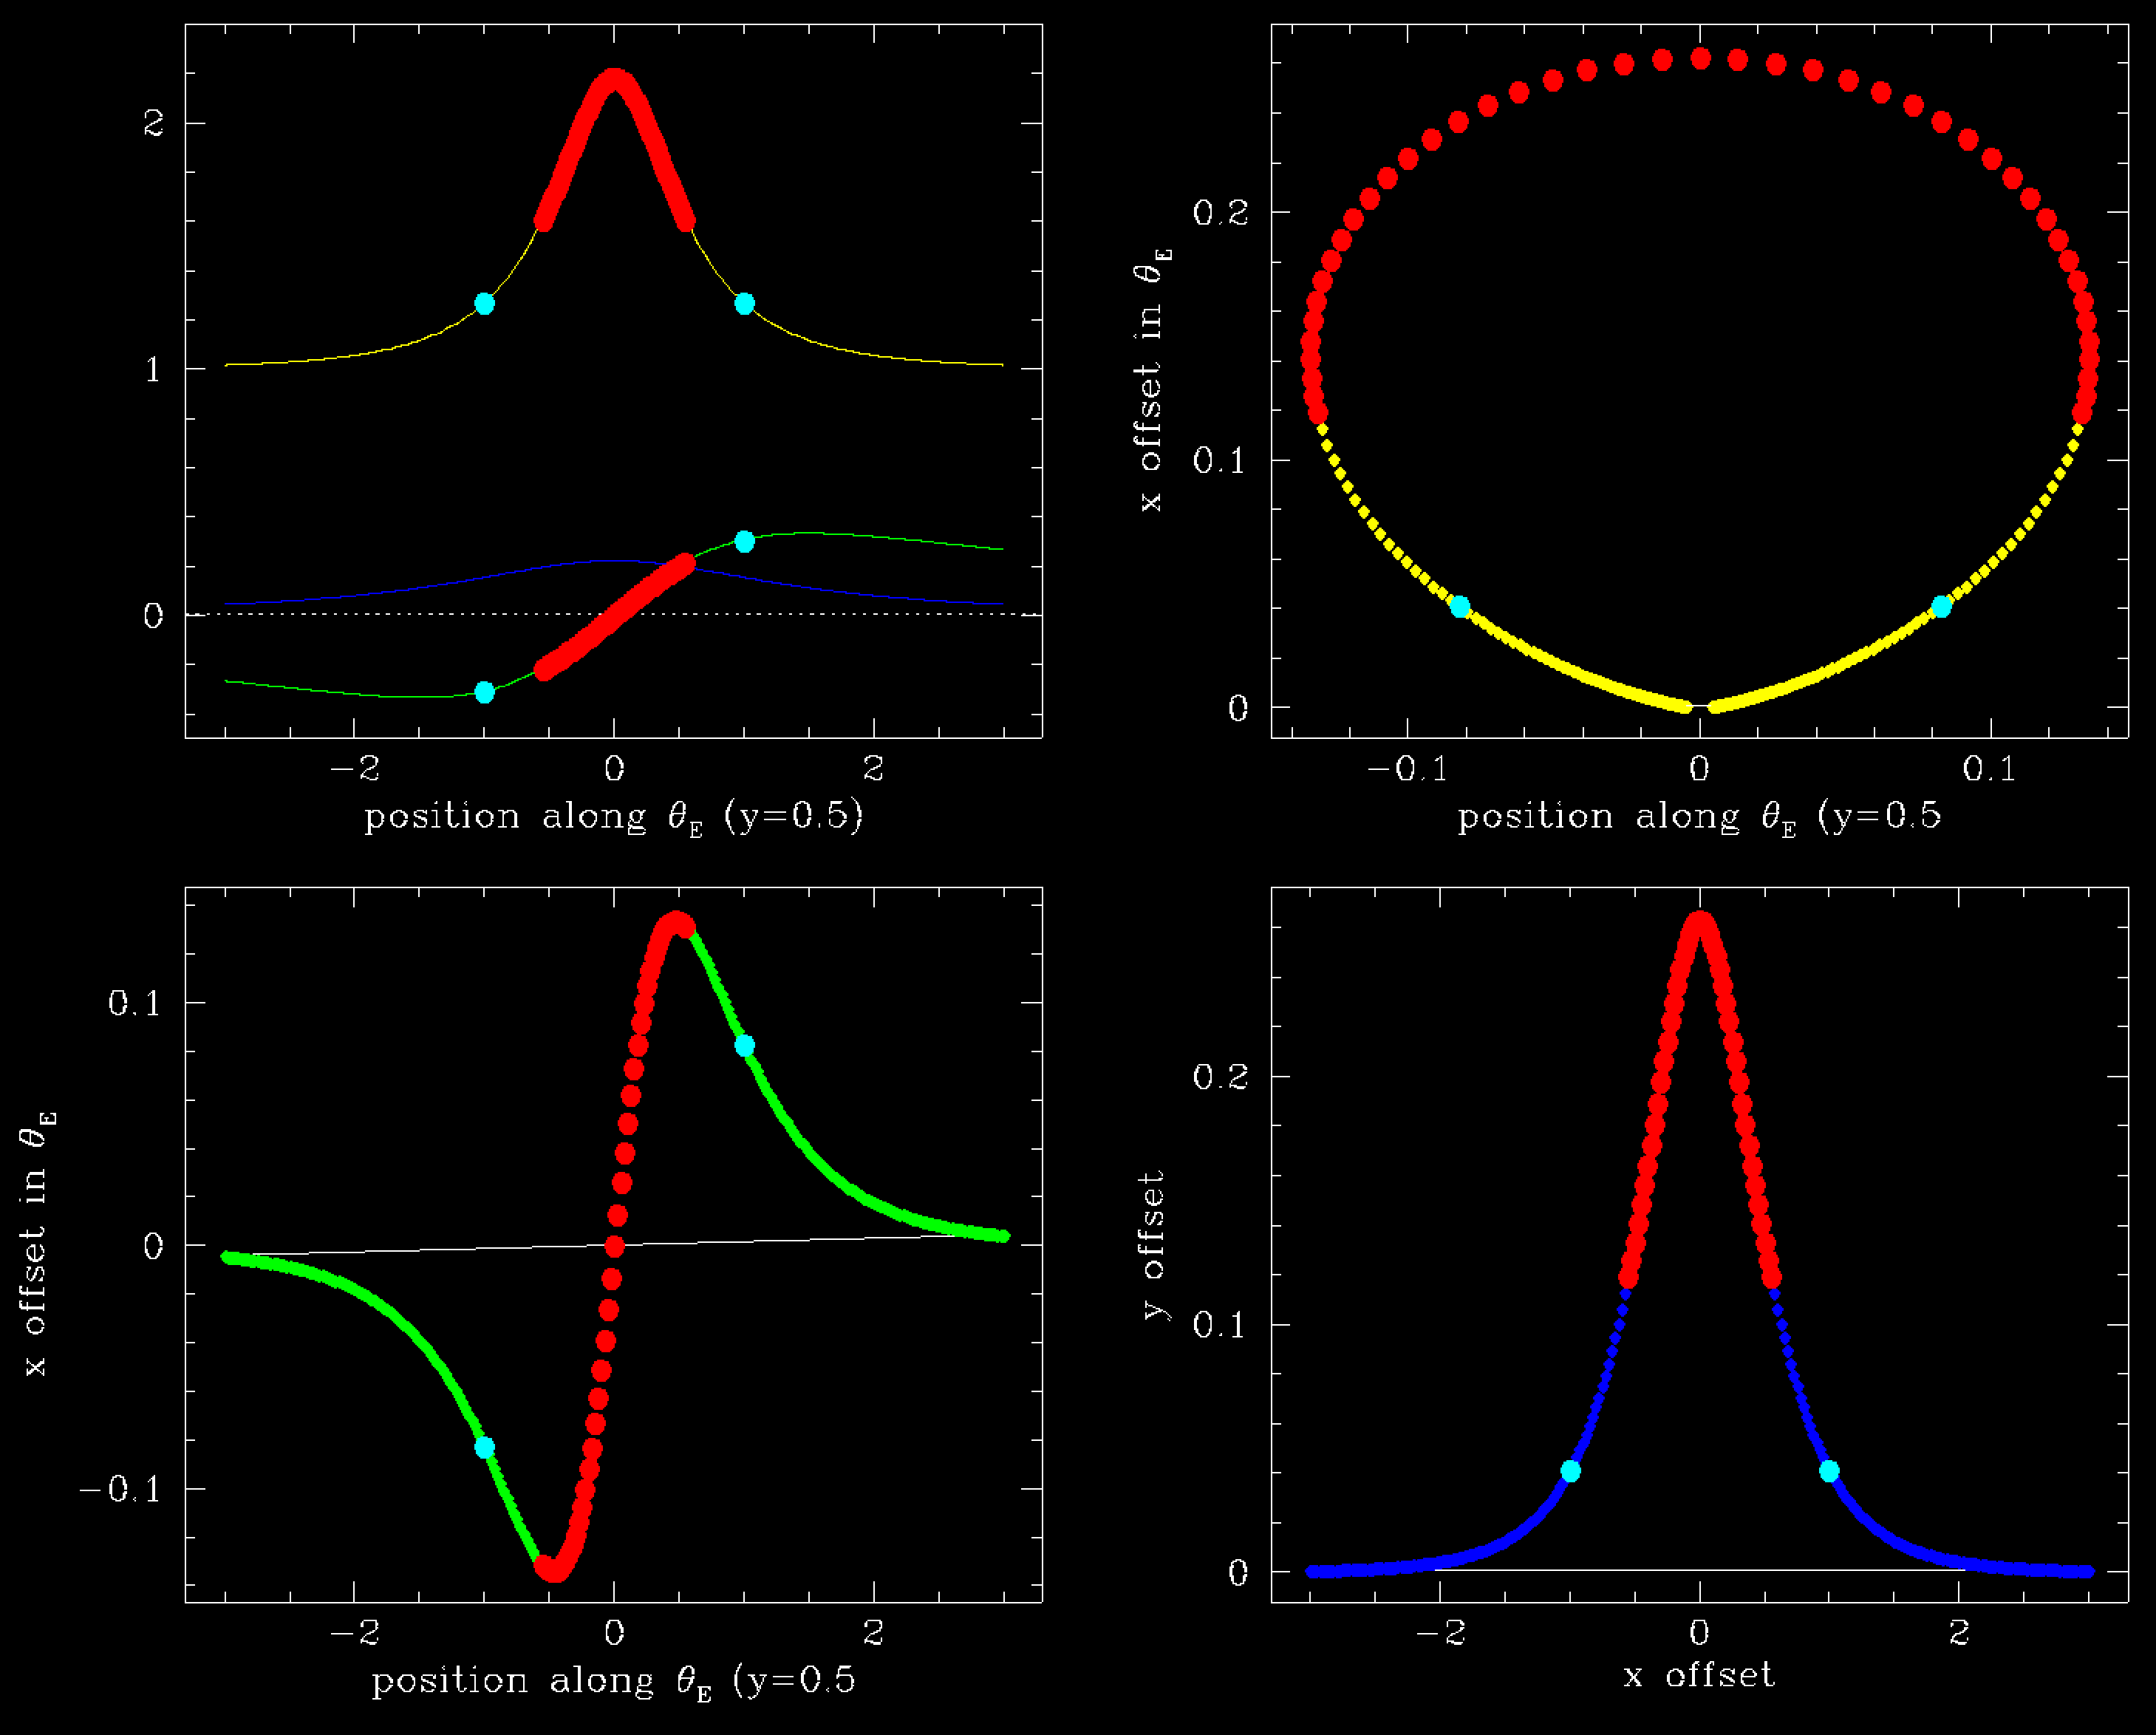 2
1
0
-2 0 2
position along θE (y=0.5)
x offset in θE
0.2
0.1
0
-0.1 0 0.1
position along θE (y=0.5
x offset in θE
0.1
0
-0.1
-2 0 2
position along θE (y=0.5
y offset
0.2
0.1
0
-2 0 2
x offset